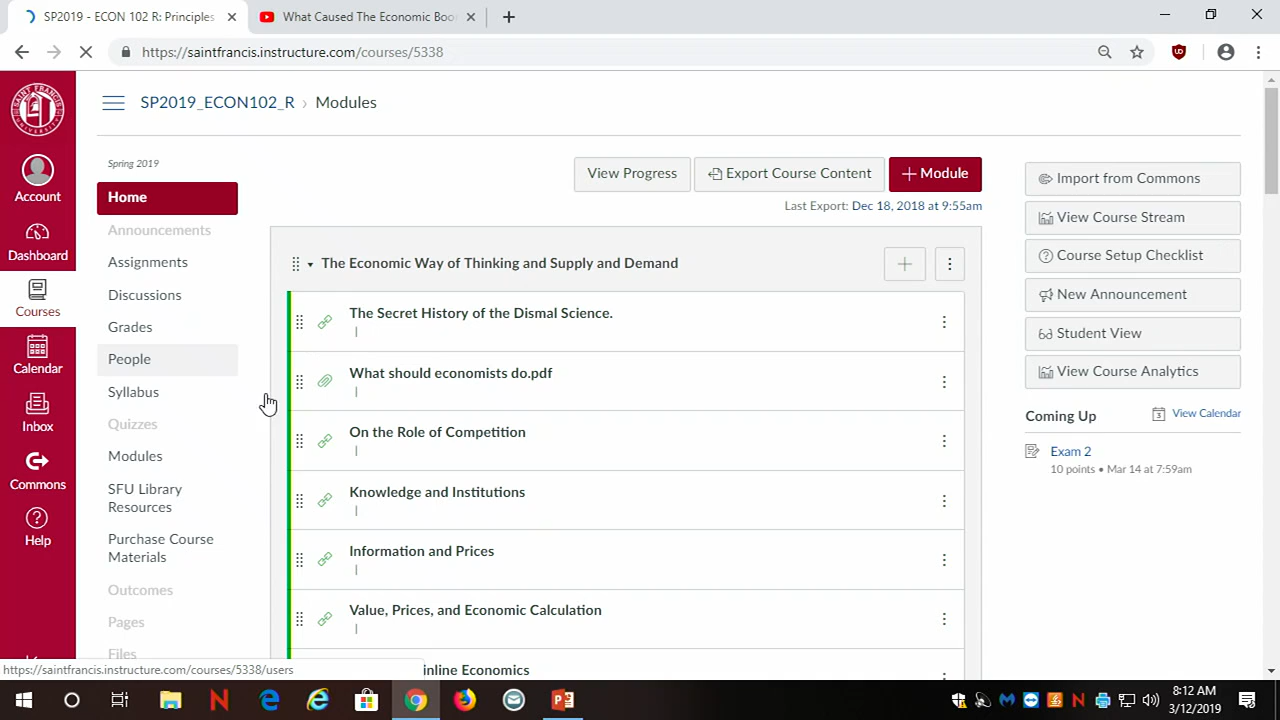 SP2019 - ECON 102 R: Principles
What Caused The Economic Boo
https://saintfrancis.instructure.com/courses/5338
SP2019_ECON102_R › Modules
Spring 2019
View Progress
Export Course Content
+ Module
Last Export: Dec 18, 2018 at 9:55am
Account
Dashboard
Courses
Calendar
Inbox
Commons
Help
Home
Announcements
Assignments
Discussions
Grades
People
Syllabus
Quizzes
Modules
SFU Library
Resources
Purchase Course
Materials
Outcomes
Pages
Files
The Economic Way of Thinking and Supply and Demand
The Secret History of the Dismal Science.
What should economists do.pdf
On the Role of Competition
Knowledge and Institutions
Information and Prices
Value, Prices, and Economic Calculation
inline Economics
Import from Commons
View Course Stream
Course Setup Checklist
New Announcement
Student View
View Course Analytics
Coming Up
View Calendar
Exam 2
10 points • Mar 14 at 7:59am
https://saintfrancis.instructure.com/courses/5338/users
8:12 AM
3/12/2019